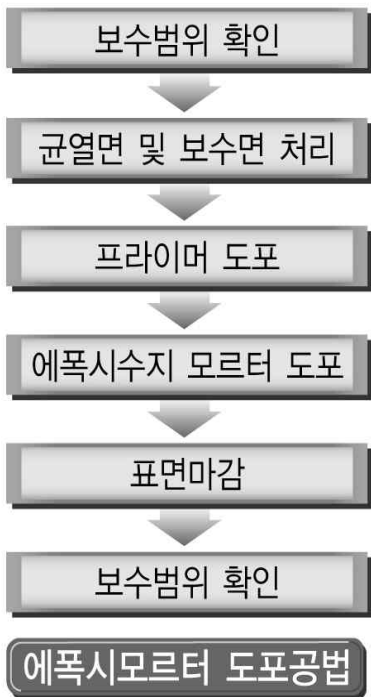 보수범위 확인
균열면 및 보수면 처리
프라이머 도포
에폭시수지 모르터 도포
표면마감
보수범위 확인
에폭시모르터 도포공법